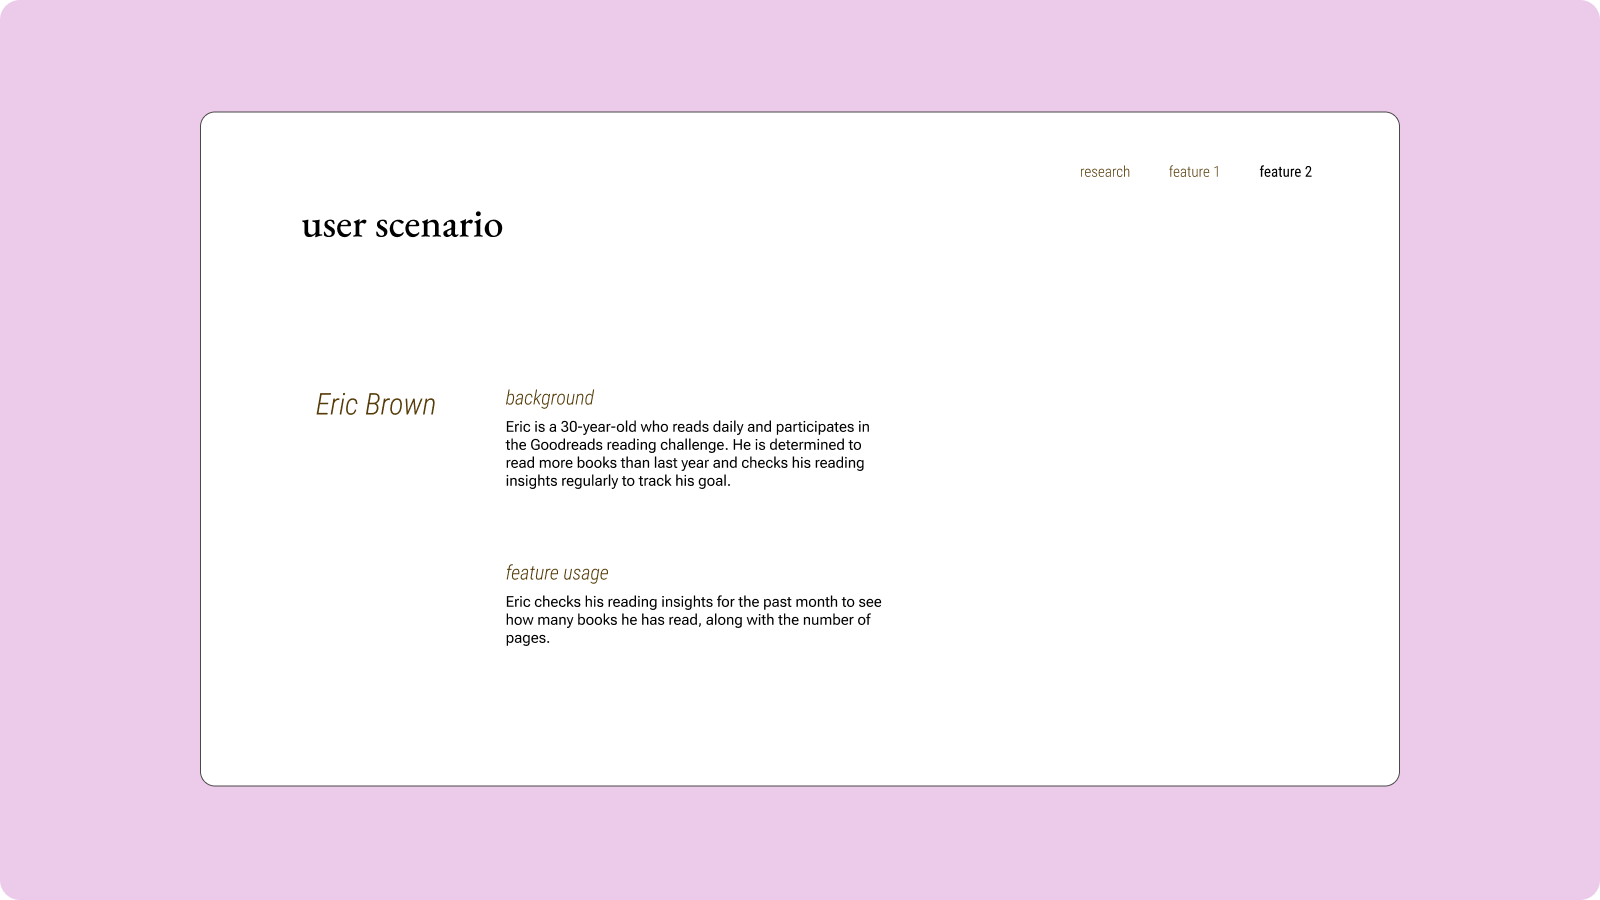 research feature 1 feature 2
user scenario
Eric Brown
background
Eric is a 30-year-old who reads daily and participates in
the Goodreads reading challenge. He is determined to
read more books than last year and checks his reading
insights regularly to track his goal.
feature usage
Eric checks his reading insights for the past month to see
how many books he has read, along with the number of
pages.